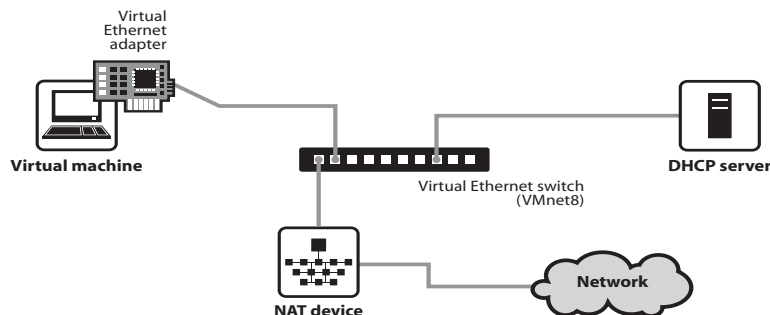 Virtual
Ethernet
adapter
Virtual machine
DHCP server
Virtual Ethernet switch
(VMnet8)
Network
NAT device